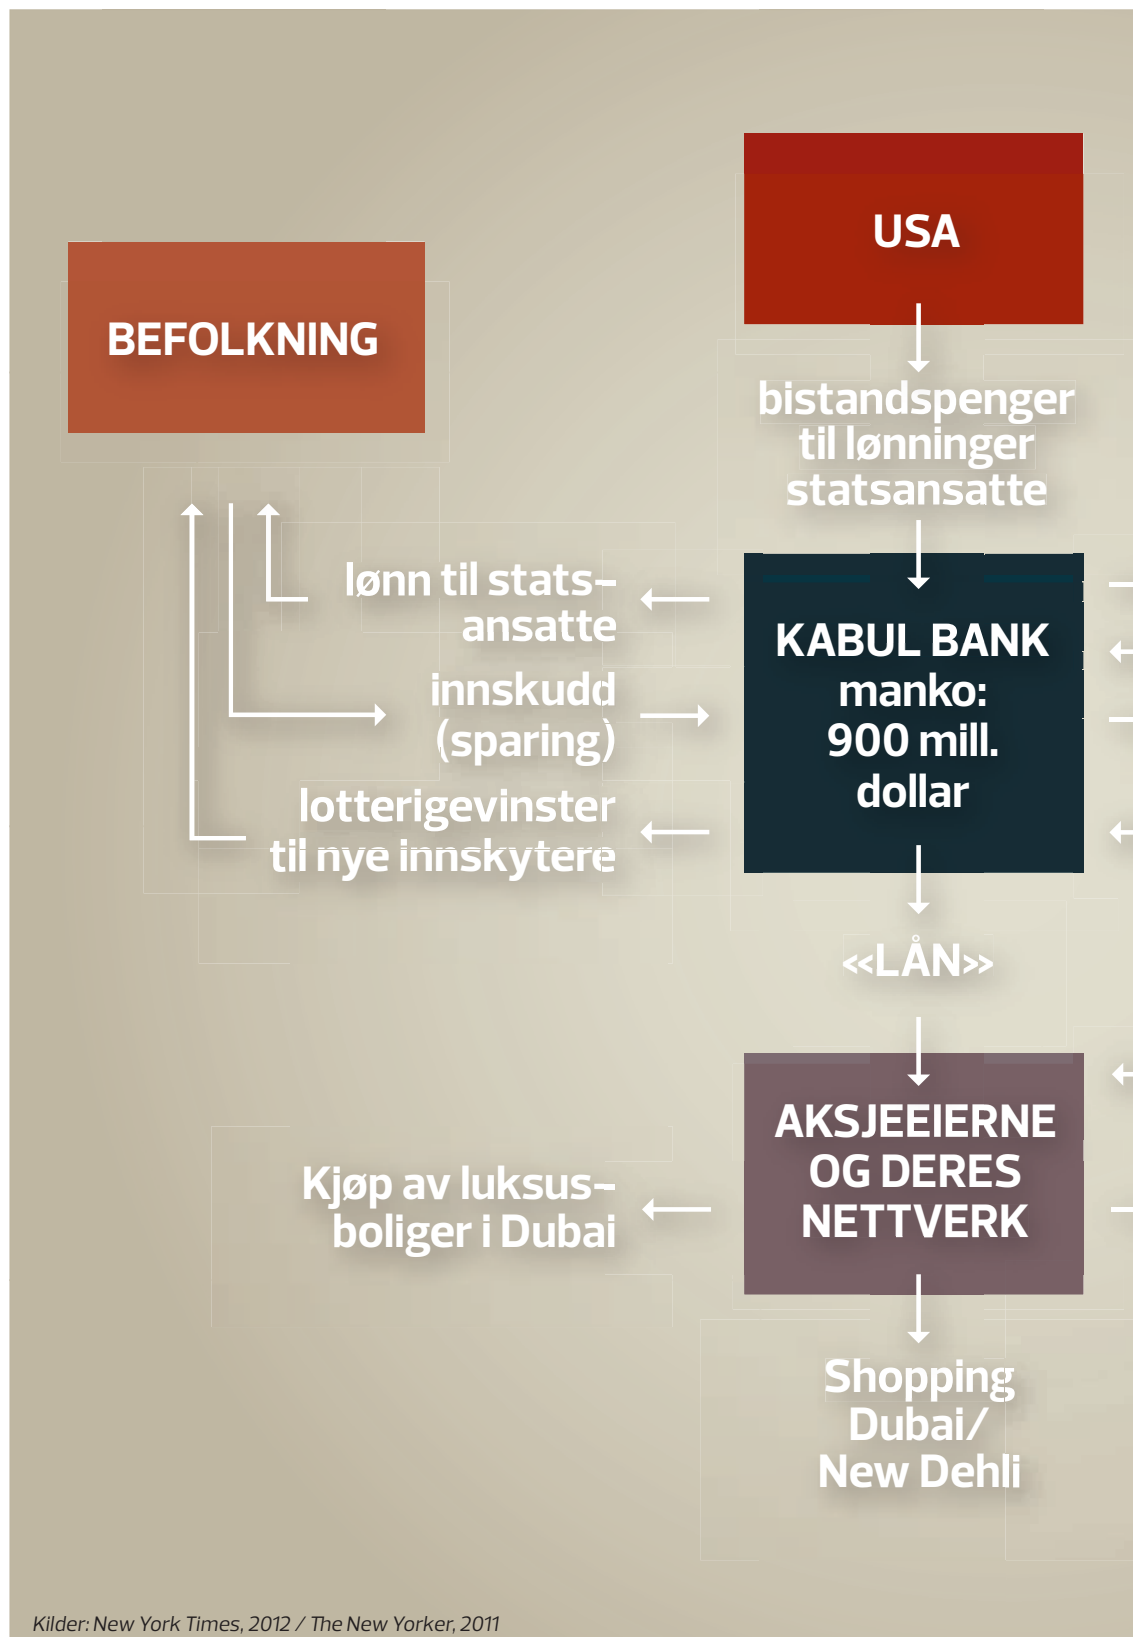 USA
BEFOLKNING
bistandspenger
til lønninger
statsansatte
lønn til stats-
ansatte
innskudd
(sparing)
lotterigevinster
til nye innskytere
KABUL BANK
manko:
900 mill.
dollar
«LÅN»
AKSJEEIERNE
OG DERES
NETTVERK
Kjøp av luksus-
boliger i Dubai
Shopping
Dubai/
New Dehli
Kilder: New York Times, 2012 / The New Yorker, 2011